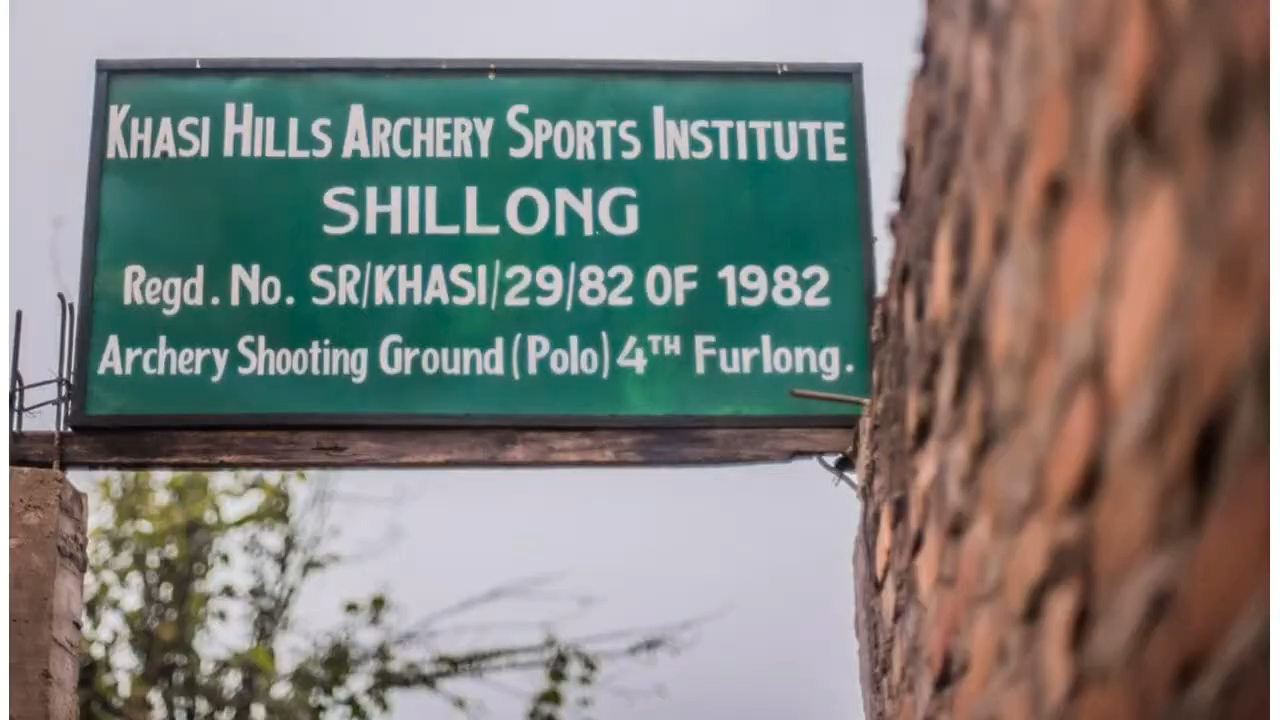 KHASI HILLS ARCHERY SPORTS INSTITUTE
SHILLONG
Regd. No. SR/KHASI/29/82 OF 1982
Archery Shooting Ground (Polo) 4TH Furlong.